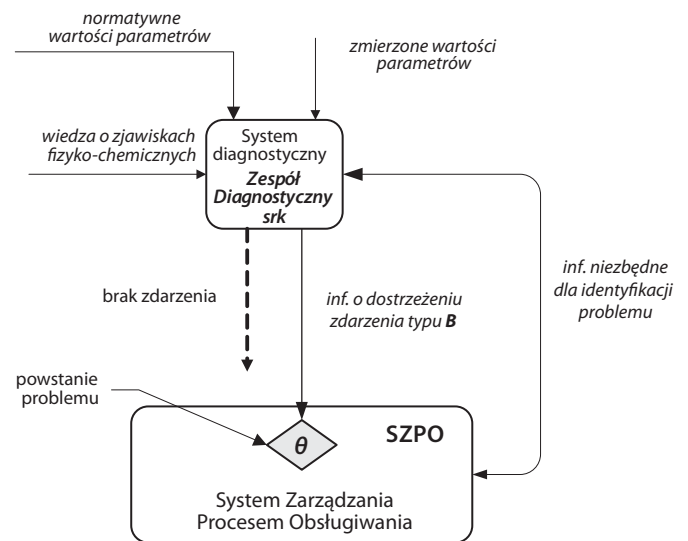 normatywne
wartości parametrów
zmierzone wartości
parametrów
wiedza o zjawiskach
fizyko-chemicznych
System
diagnostyczny
Zespół
Diagnostyczny
srk
brak zdarzenia
inf. o dostrzeżeniu
zdarzenia typu B
inf. niezbędne
dla identyfikacji
problemu
powstanie
problemu
θ
SZPO
System Zarządzania
Procesem Obsługiwania